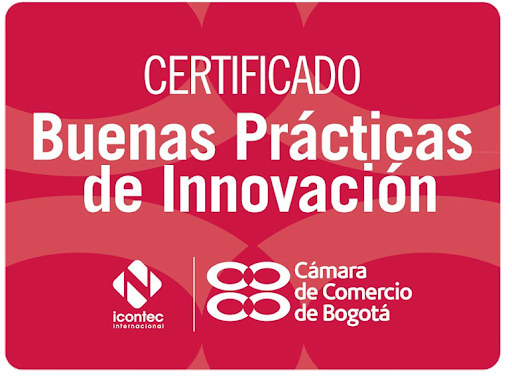 CERTIFICADO
Buenas Prácticas
de Innovación
icontec
internacional
Cámara
de Comercio
de Bogotá